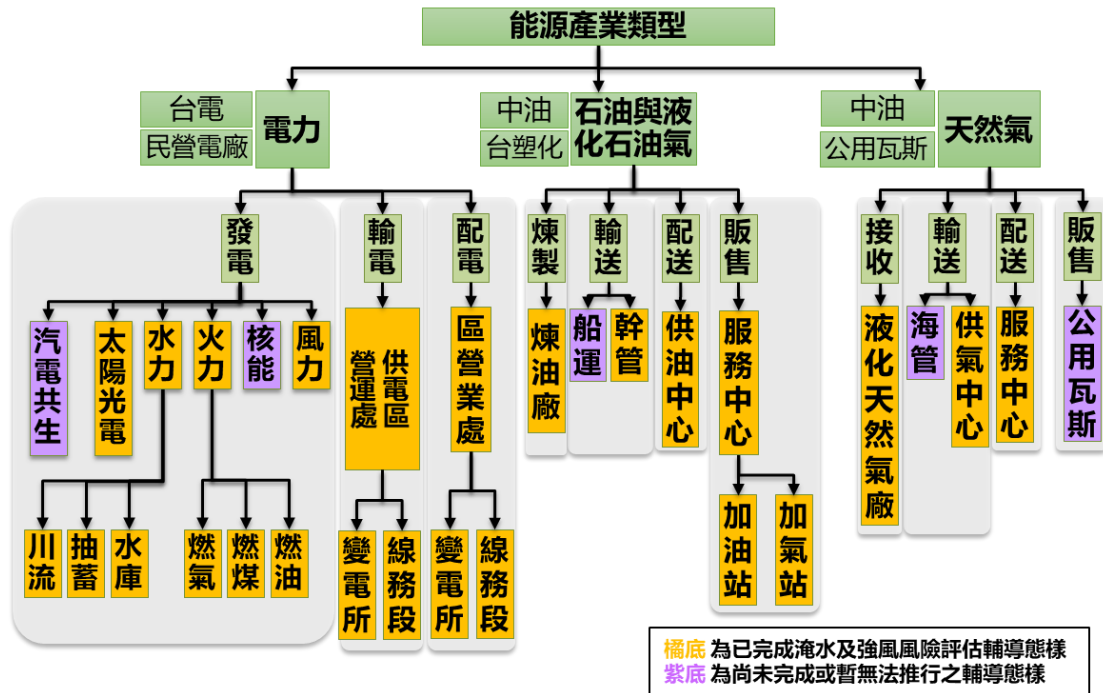 能源產業類型
台電
民營電廠
電力
中油
台塑化
石油與液
化石油氣
中油
公用瓦斯
天然氣
發電
輸電
配電
煉製
輸送
配送
販售
接收
輸送
配送
販售
汽電共生
太陽光電
水力
火力
核能
風力
供電區
營運處
區營業處
煉油廠
船運
幹管
供油中心
服務中心
液化天然氣廠
海管
供氣中心
服務中心
公用瓦斯
川流
抽蓄
水庫
燃氣
燃煤
燃油
變電所
線務段
變電所
線務段
加油站
加氣站
橘底 為已完成淹水及強風風險評估輔導態樣
紫底 為尚未完成或暫無法推行之輔導態樣